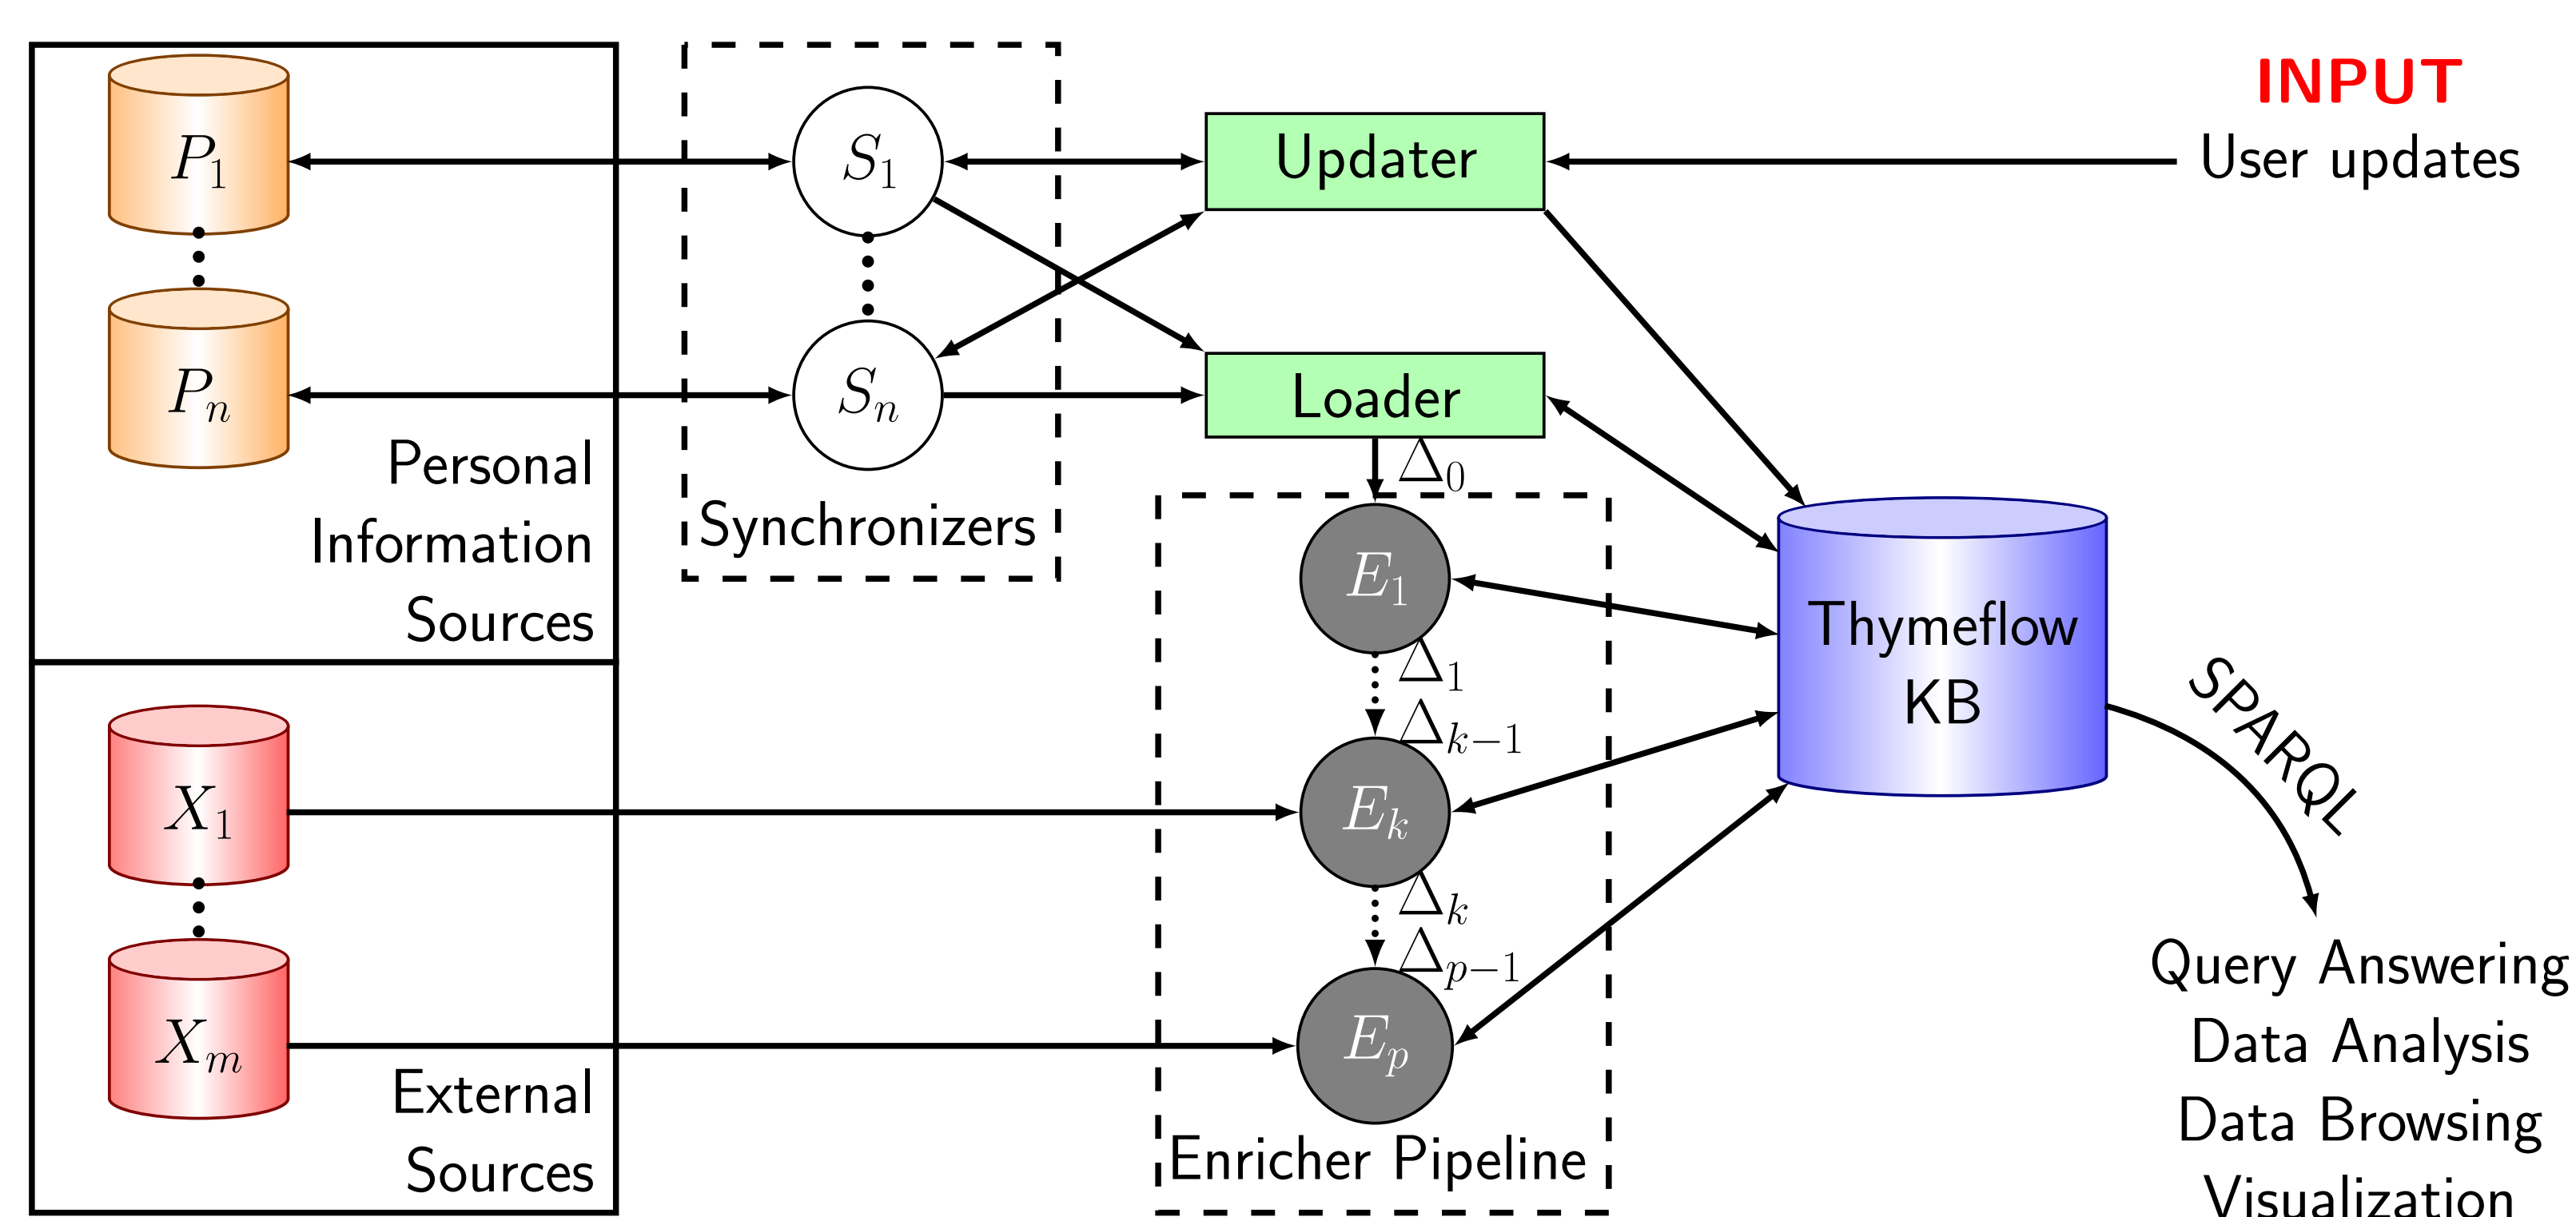 P₁
Pₙ
Personal
Information
Sources
X₁
Xₘ
External
Sources
S₁
Sₙ
Synchronizers
Updater
Loader
Δ₀
E₁
Δ₁
Δₖ₋₁
Eₖ
Δₖ
Δₚ₋₁
Eₚ
Enricher Pipeline
INPUT
User updates
Thymeflow
KB
SPARQL
Query Answering
Data Analysis
Data Browsing
Visualization